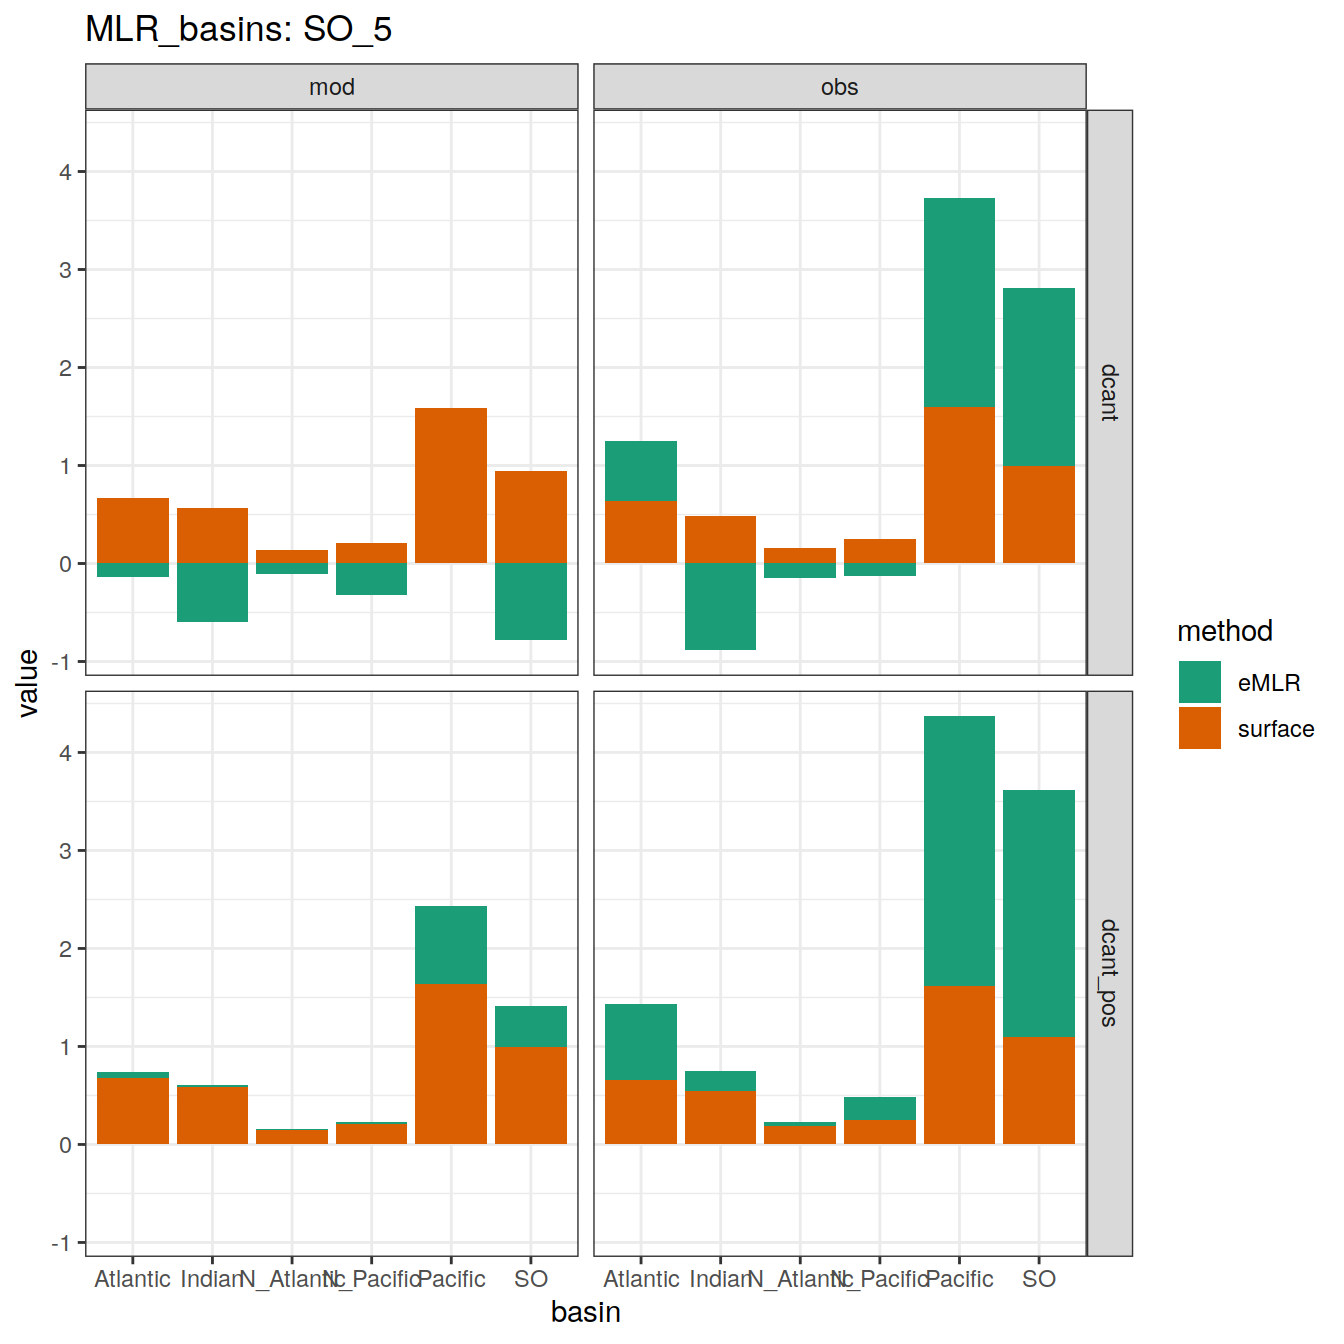 MLR_basins: SO_5
mod
obs
4
3
2
1
0
-1
dcant
4
3
2
1
0
-1
dcant_pos
value
Atlantic Indian N_Atlantic N_Pacific Pacific SO
Atlantic Indian N_Atlantic N_Pacific Pacific SO
basin
method
eMLR
surface